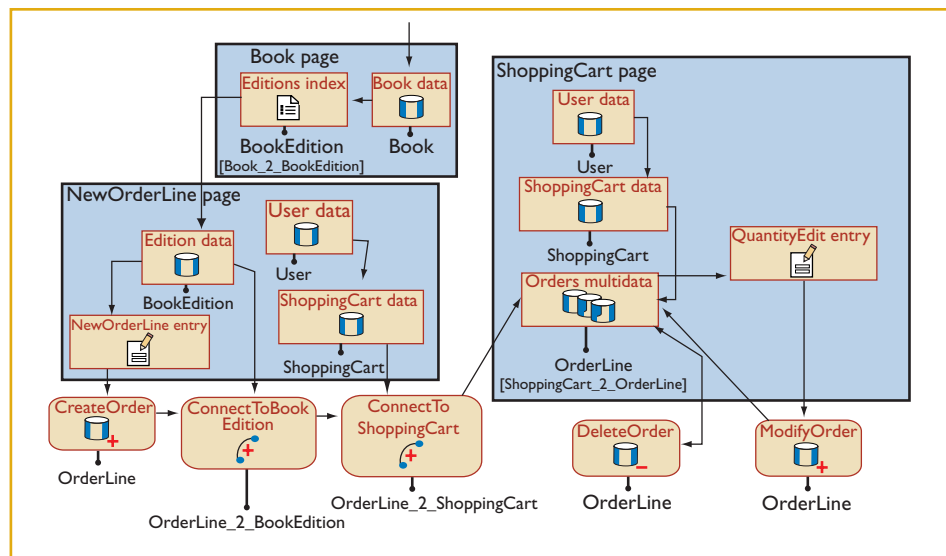 Book page
Editions index
Book data
BookEdition
[Book_2_BookEdition]
Book
NewOrderLine page
Edition data
BookEdition
User data
User
ShoppingCart data
ShoppingCart
NewOrderLine entry
CreateOrder
+
OrderLine
ConnectToBook
Edition
+
OrderLine_2_BookEdition
ConnectTo
ShoppingCart
+
OrderLine_2_ShoppingCart
ShoppingCart page
User data
User
ShoppingCart data
ShoppingCart
Orders multidata
OrderLine
[ShoppingCart_2_OrderLine]
QuantityEdit entry
DeleteOrder
–
OrderLine
ModifyOrder
+
OrderLine